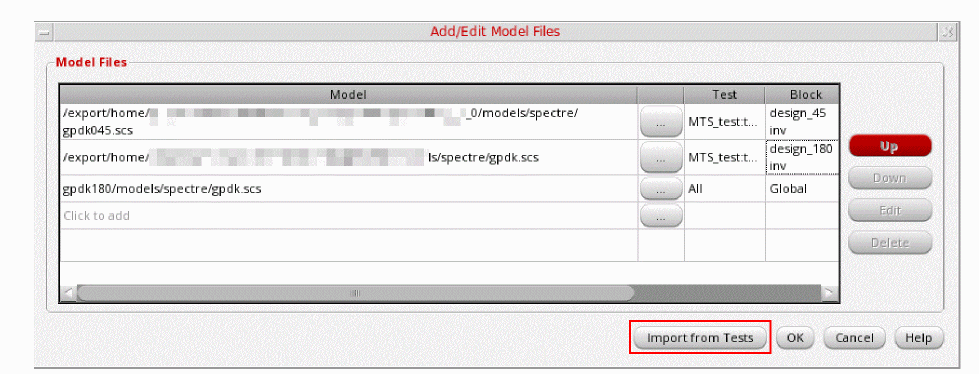 Add/Edit Model Files
Model Files
Model Test Block
/export/home/ _0/models/spectre/ ... MTS_test:t... design_45
gpdk045.scs inv
/export/home/ ls/spectre/gpdk.scs ... MTS_test:t... design_180
inv
gpdk180/models/spectre/gpdk.scs ... All Global
Click to add ...
Up
Down
Edit
Delete
Import from Tests OK Cancel Help